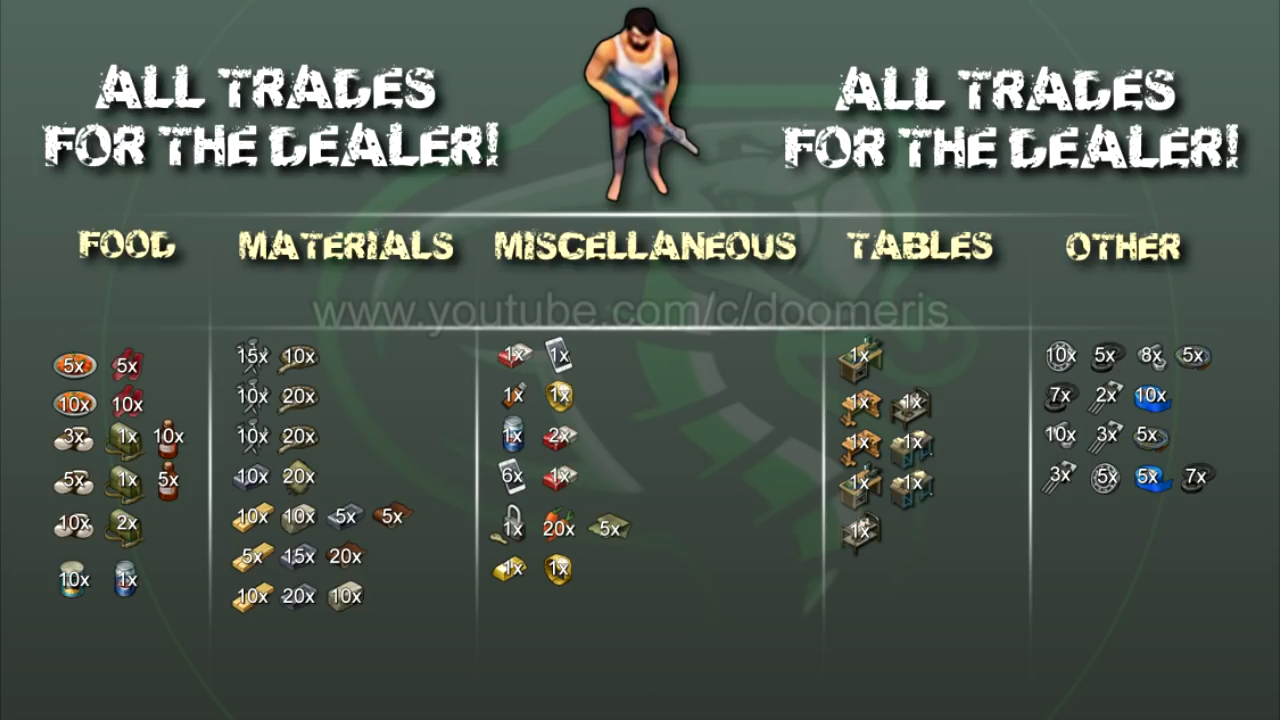 ALL TRADES
FOR THE DEALER!
ALL TRADES
FOR THE DEALER!
FOOD
MATERIALS
MISCELLANEOUS
TABLES
OTHER
www.youtube.com/c/doomeris
5x 5x
10x 10x
3x 1x 10x
5x 1x 5x
10x 2x
10x 1x
15x 10x
10x 20x
10x 20x
10x 20x
10x 10x 5x 5x
5x 15x 20x
10x 20x 10x
1x 1x
1x 1x
1x 2x
6x 1x
1x 20x 5x
1x 1x
1x
1x 1x
1x 1x
1x 1x
1x
10x 5x 8x 5x
7x 2x 10x
10x 3x 5x
3x 5x 5x 7x